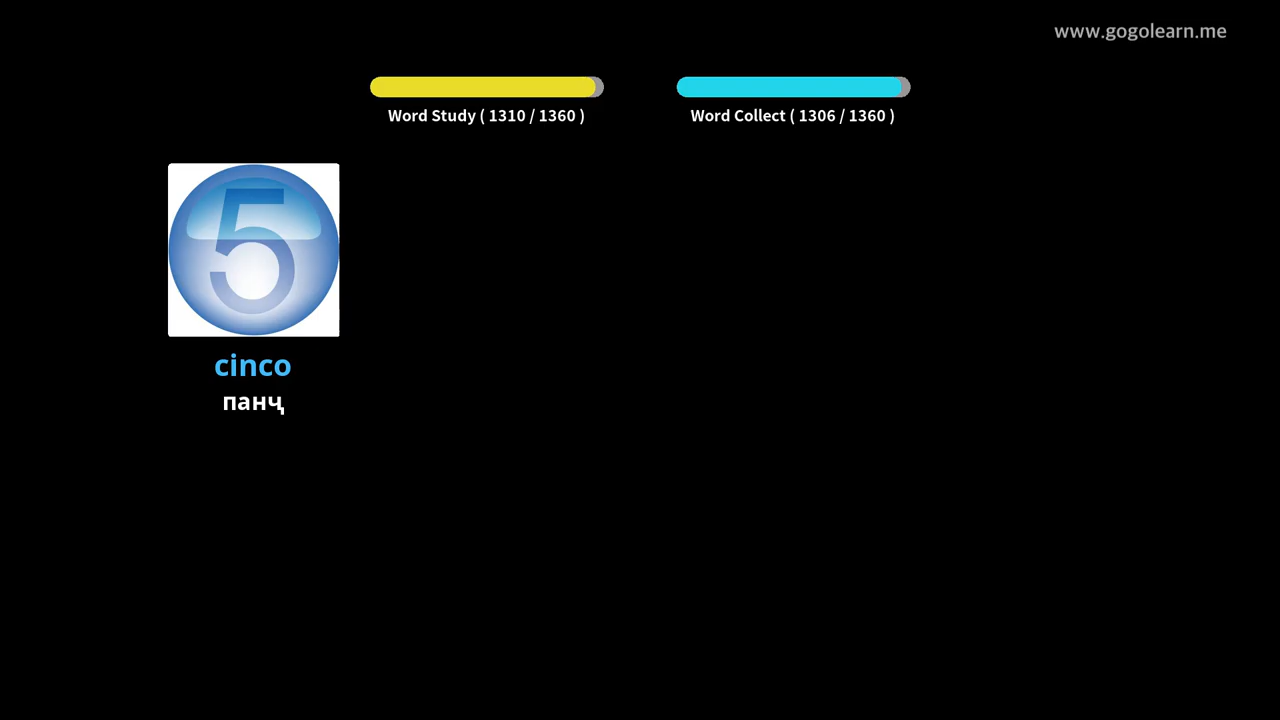 www.gogolearn.me
Word Study ( 1310 / 1360 )
Word Collect ( 1306 / 1360 )
5
cinco
панҷ